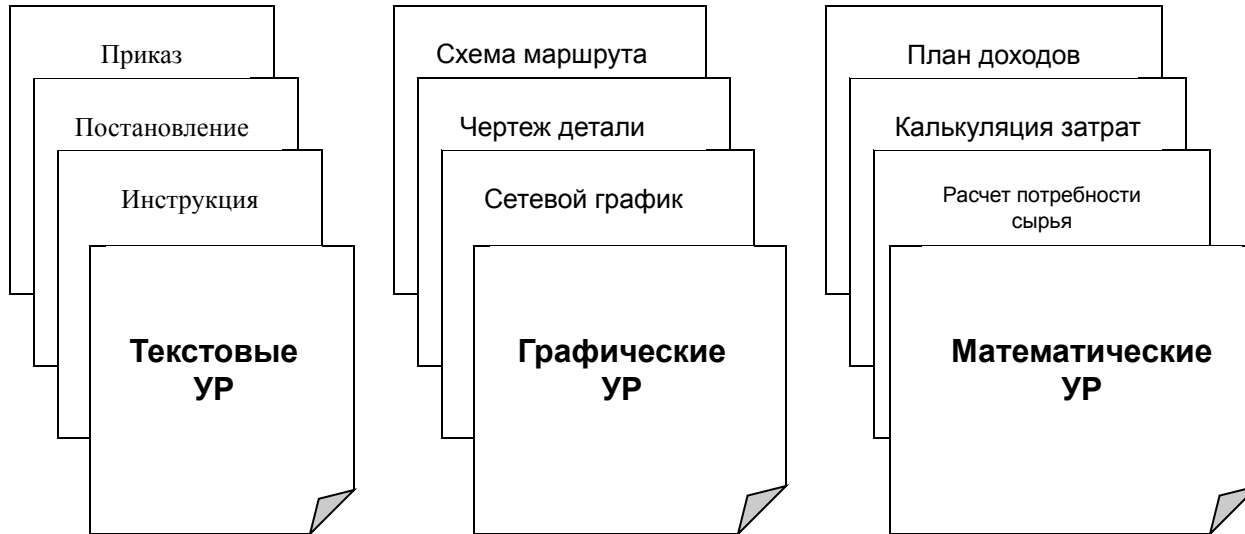 Приказ
Постановление
Инструкция
Текстовые
УР
Схема маршрута
Чертеж детали
Сетевой график
Графические
УР
План доходов
Калькуляция затрат
Расчет потребности
сырья
Математические
УР